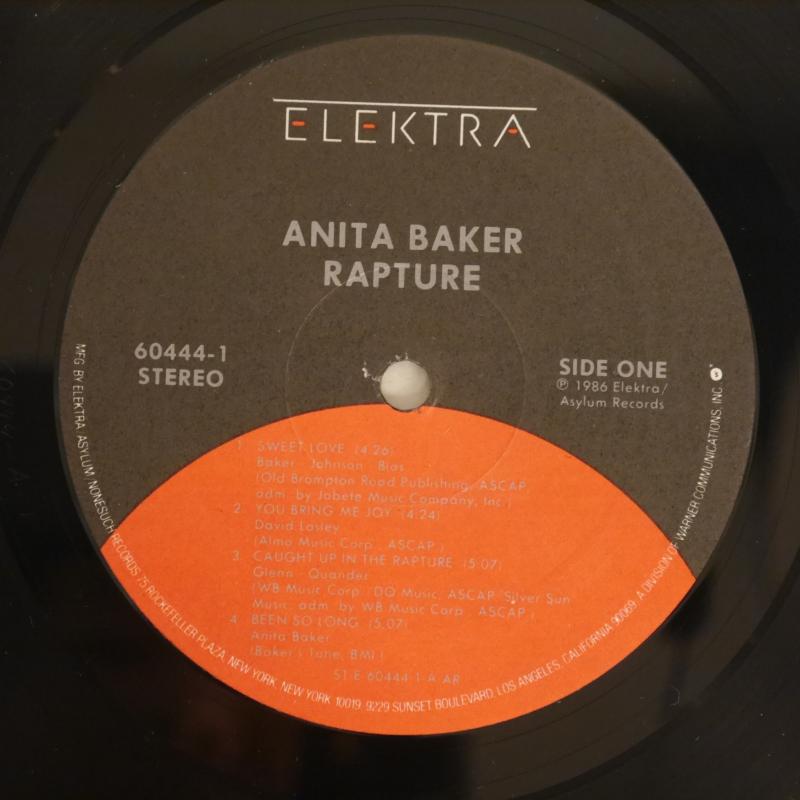 ELEKTRA
ANITA BAKER
RAPTURE
60444-1
STEREO
SIDE ONE
℗ 1986 Elektra/
Asylum Records
1. SWEET LOVE (4:26)
Baker - Johnson - Bias
(Old Brompton Road Publishing, ASCAP,
adm. by Jobete Music Company, Inc.)
2. YOU BRING ME JOY (4:24)
David Lasley
(Almo Music Corp., ASCAP)
3. CAUGHT UP IN THE RAPTURE (5:07)
Glenn - Quander
(WB Music Corp./DQ Music, ASCAP/Silver Sun
Music, adm. by WB Music Corp., ASCAP)
4. BEEN SO LONG (5:07)
Anita Baker
(Baker's Tune, BMI)
ST-E-60444-1-A AR
MFG. BY ELEKTRA/ASYLUM/NONESUCH RECORDS 75 ROCKEFELLER PLAZA, NEW YORK, NEW YORK 10019. 9229 SUNSET BOULEVARD, LOS ANGELES, CALIFORNIA 90069. A DIVISION OF WARNER COMMUNICATIONS, INC.